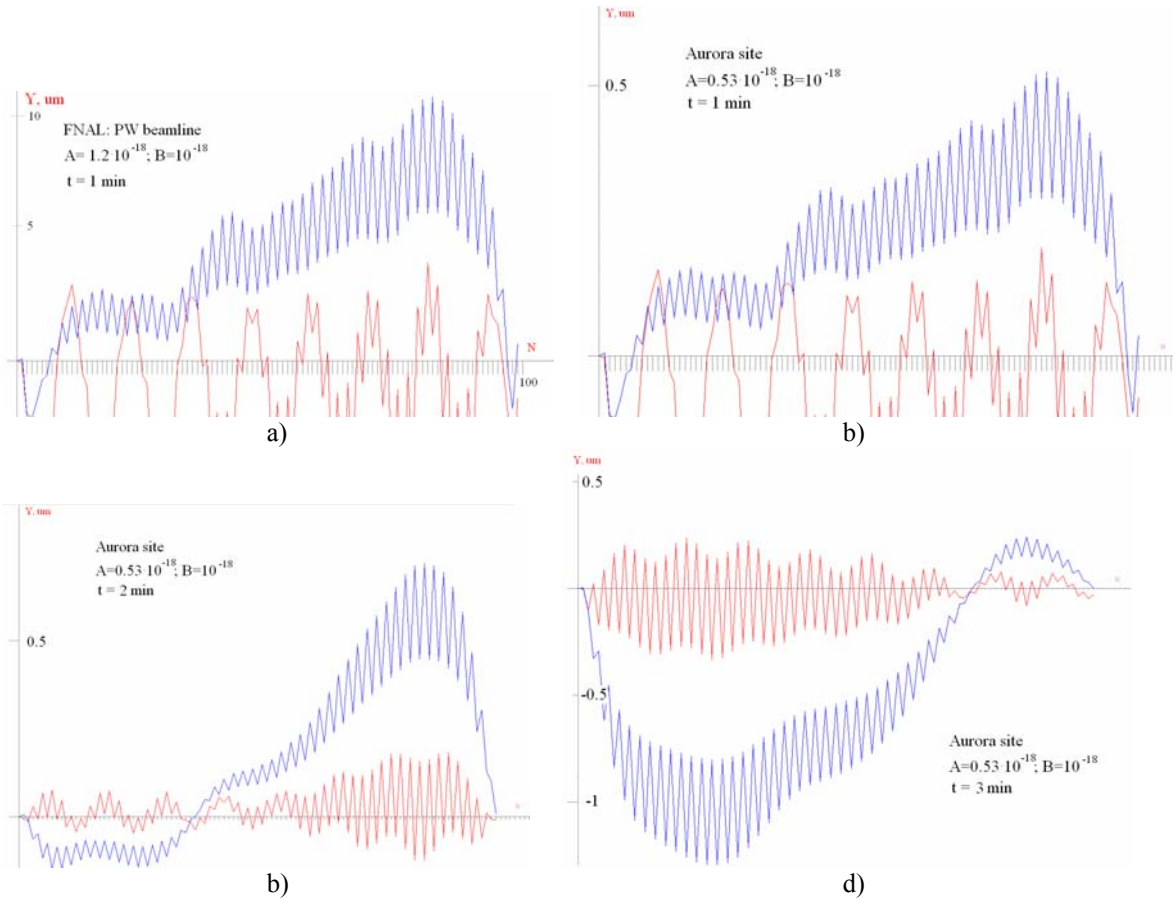 Y, um
10
FNAL: PW beamline
A= 1.2·10⁻¹⁸; B=10⁻¹⁸
t = 1 min
5
N
100
a)
Y, um
Aurora site
A=0.53·10⁻¹⁸; B=10⁻¹⁸
t = 1 min
0.5
b)
Y, um
Aurora site
A=0.53·10⁻¹⁸; B=10⁻¹⁸
t = 2 min
0.5
b)
Y, um
0.5
-0.5
Aurora site
A=0.53·10⁻¹⁸; B=10⁻¹⁸
t = 3 min
-1
d)